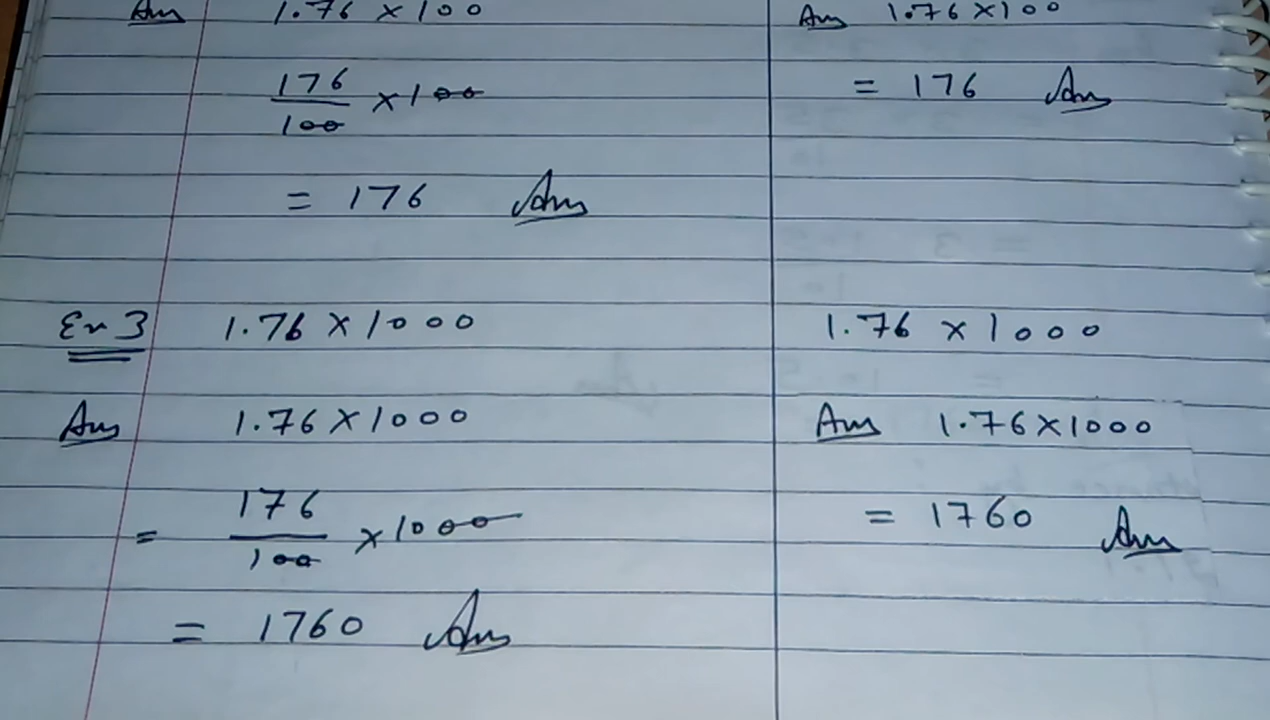 Ans 1.76 × 100
176
100 × 100
= 176 Ans
Ex 3 1.76 × 1000
Ans 1.76 × 1000
= 176
100 × 1000
= 1760 Ans
Ans 1.76 × 100
= 176 Ans
1.76 × 1000
Ans 1.76 × 1000
= 1760 Ans